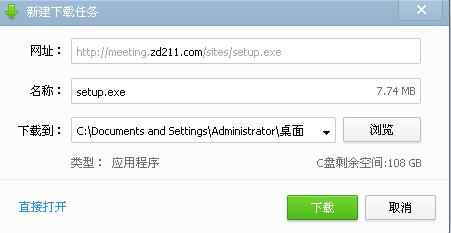 新建下载任务
网址： http://meeting.zd211.com/sites/setup.exe
名称： setup.exe 7.74 MB
下载到： C:\Documents and Settings\Administrator\桌面 浏览
类型： 应用程序 C盘剩余空间:108 GB
直接打开 下载 取消